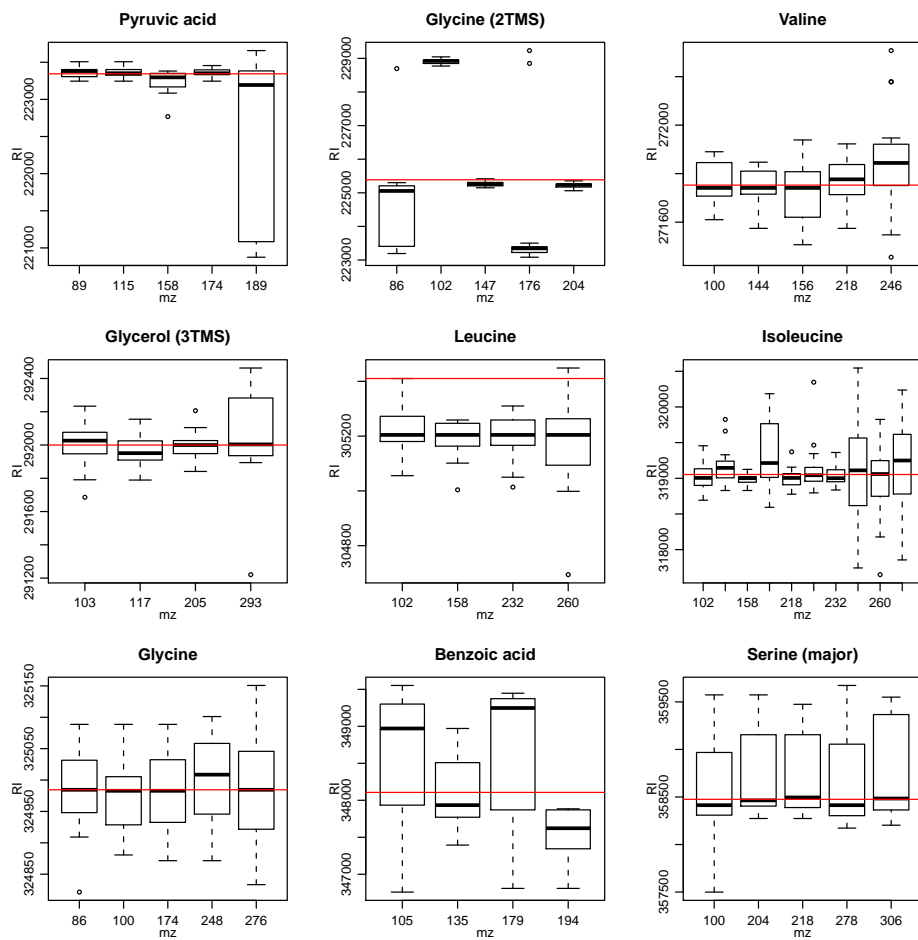 Pyruvic acid
RI
223000
222000
221000
89 115 158 174 189
mz
Glycine (2TMS)
RI
229000
227000
225000
223000
86 102 147 176 204
mz
Valine
RI
272000
271600
100 144 156 218 246
mz
Glycerol (3TMS)
RI
292400
292000
291600
291200
103 117 205 293
mz
Leucine
RI
305200
304800
102 158 232 260
mz
Isoleucine
RI
320000
319000
318000
102 158 218 232 260
mz
Glycine
RI
325150
325050
324950
324850
86 100 174 248 276
mz
Benzoic acid
RI
349000
348000
347000
105 135 179 194
mz
Serine (major)
RI
359500
358500
357500
100 204 218 278 306
mz